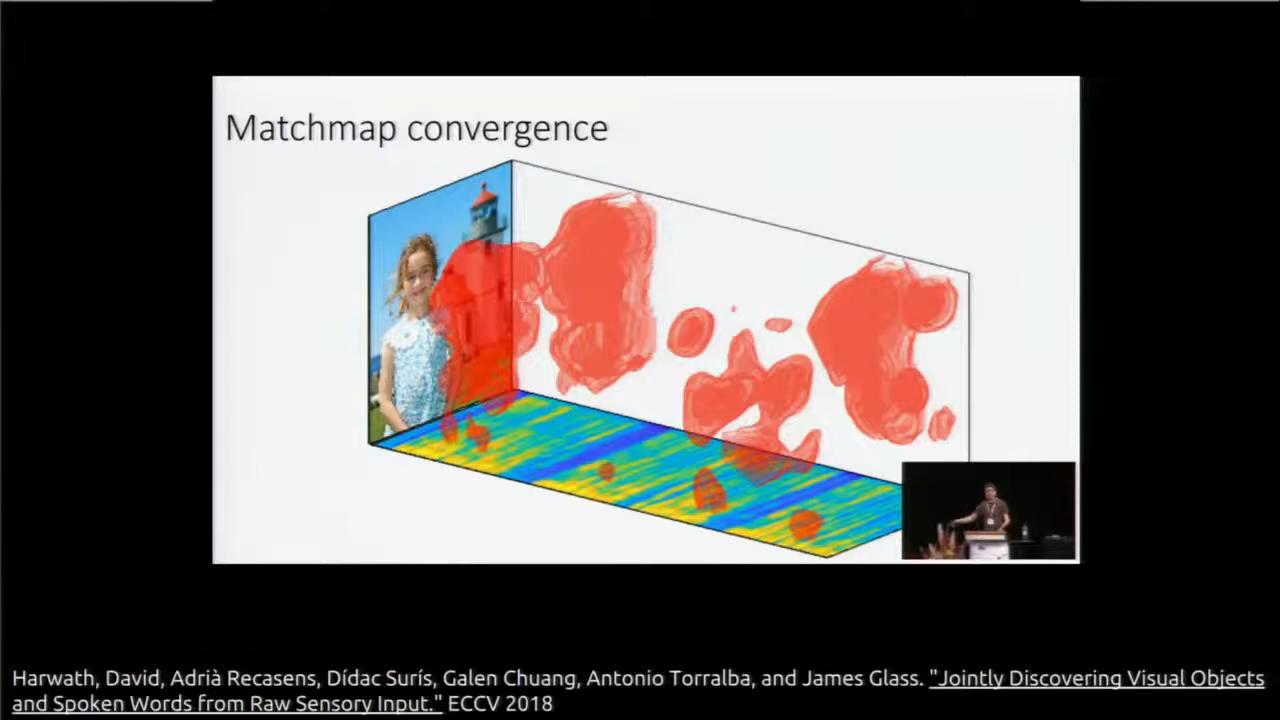 Matchmap convergence
Harwath, David, Adrià Recasens, Dídac Surís, Galen Chuang, Antonio Torralba, and James Glass. "Jointly Discovering Visual Objects
and Spoken Words from Raw Sensory Input." ECCV 2018